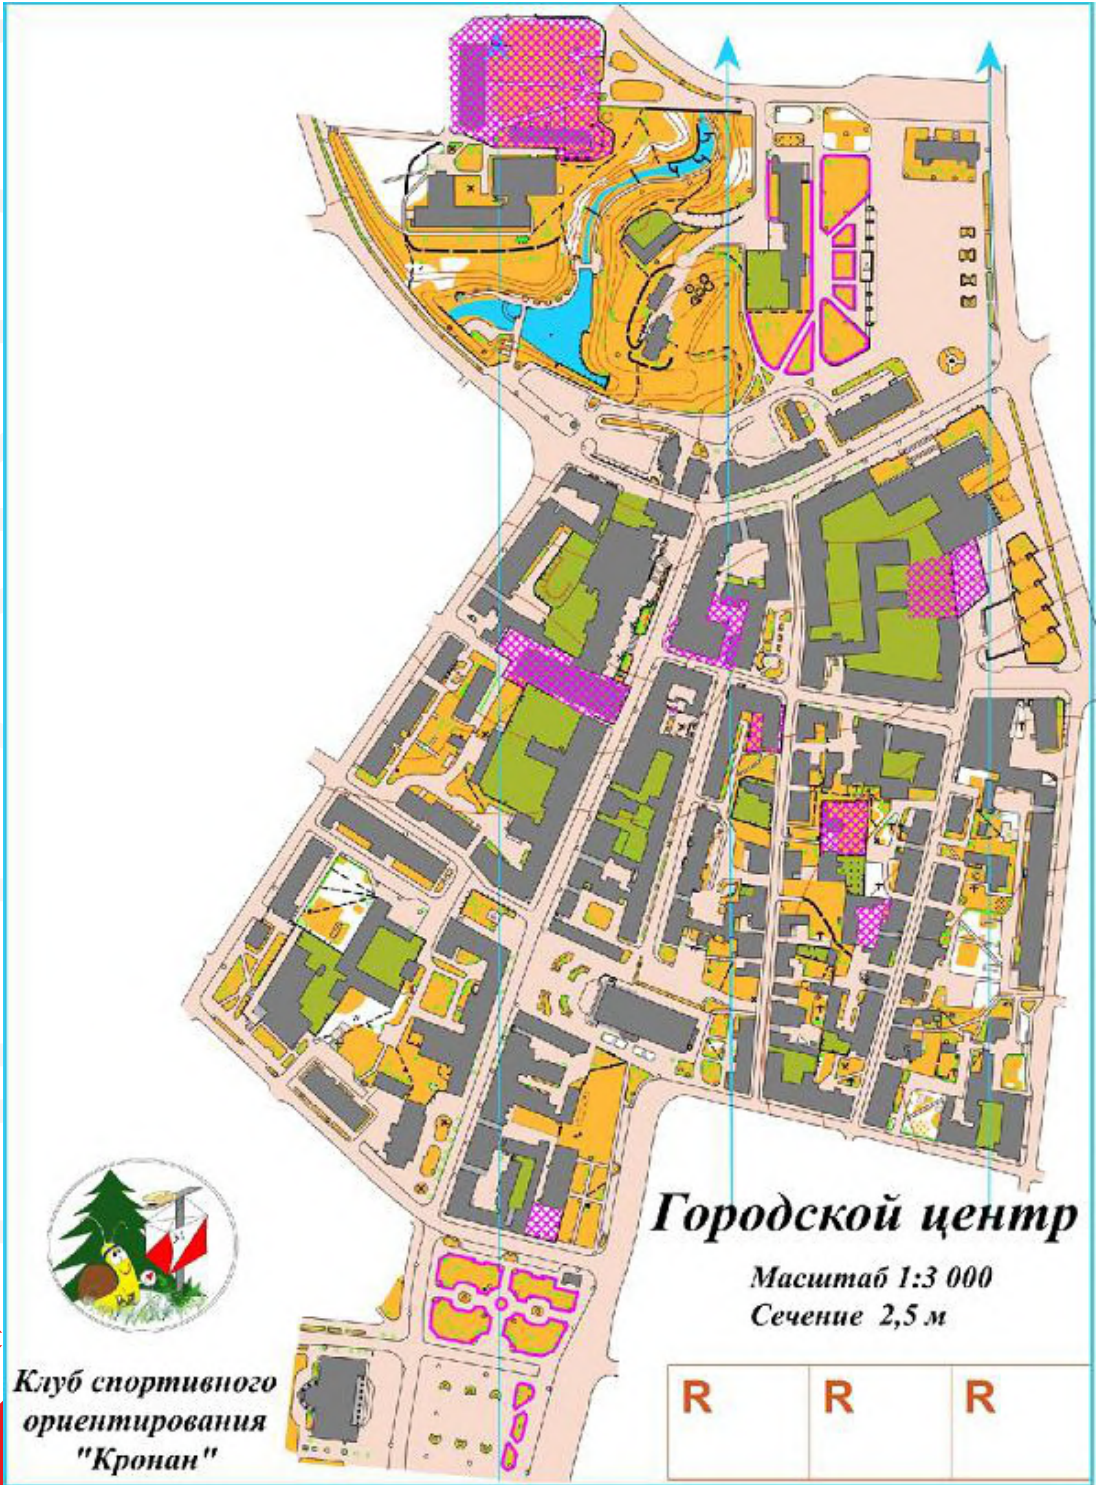 Городской центр
Масштаб 1:3 000
Сечение 2,5 м
Клуб спортивного
ориентирования
"Кронан"
R R R